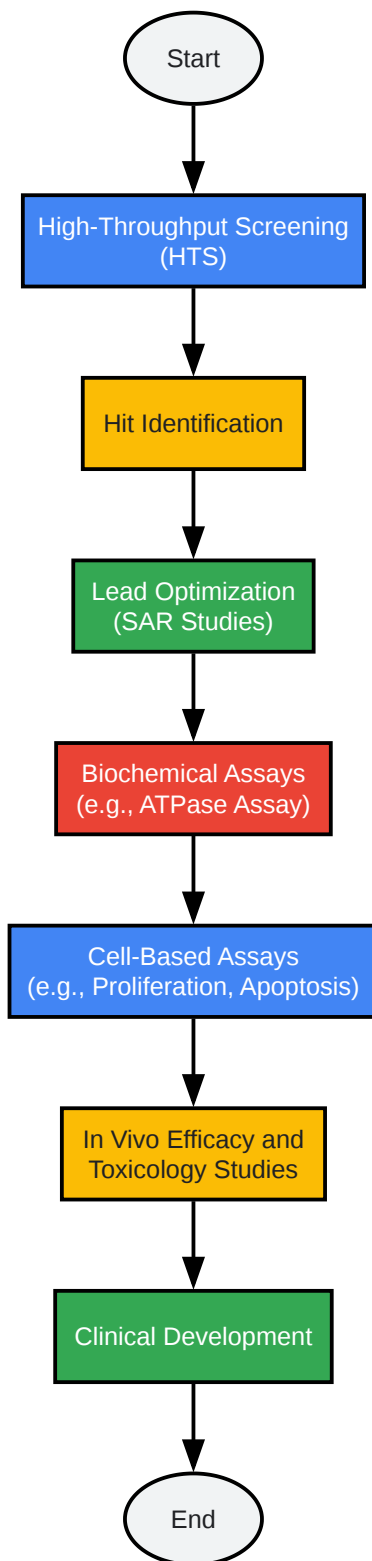 Start
High-Throughput Screening
(HTS)
Hit Identification
Lead Optimization
(SAR Studies)
Biochemical Assays
(e.g., ATPase Assay)
Cell-Based Assays
(e.g., Proliferation, Apoptosis)
In Vivo Efficacy and
Toxicology Studies
Clinical Development
End